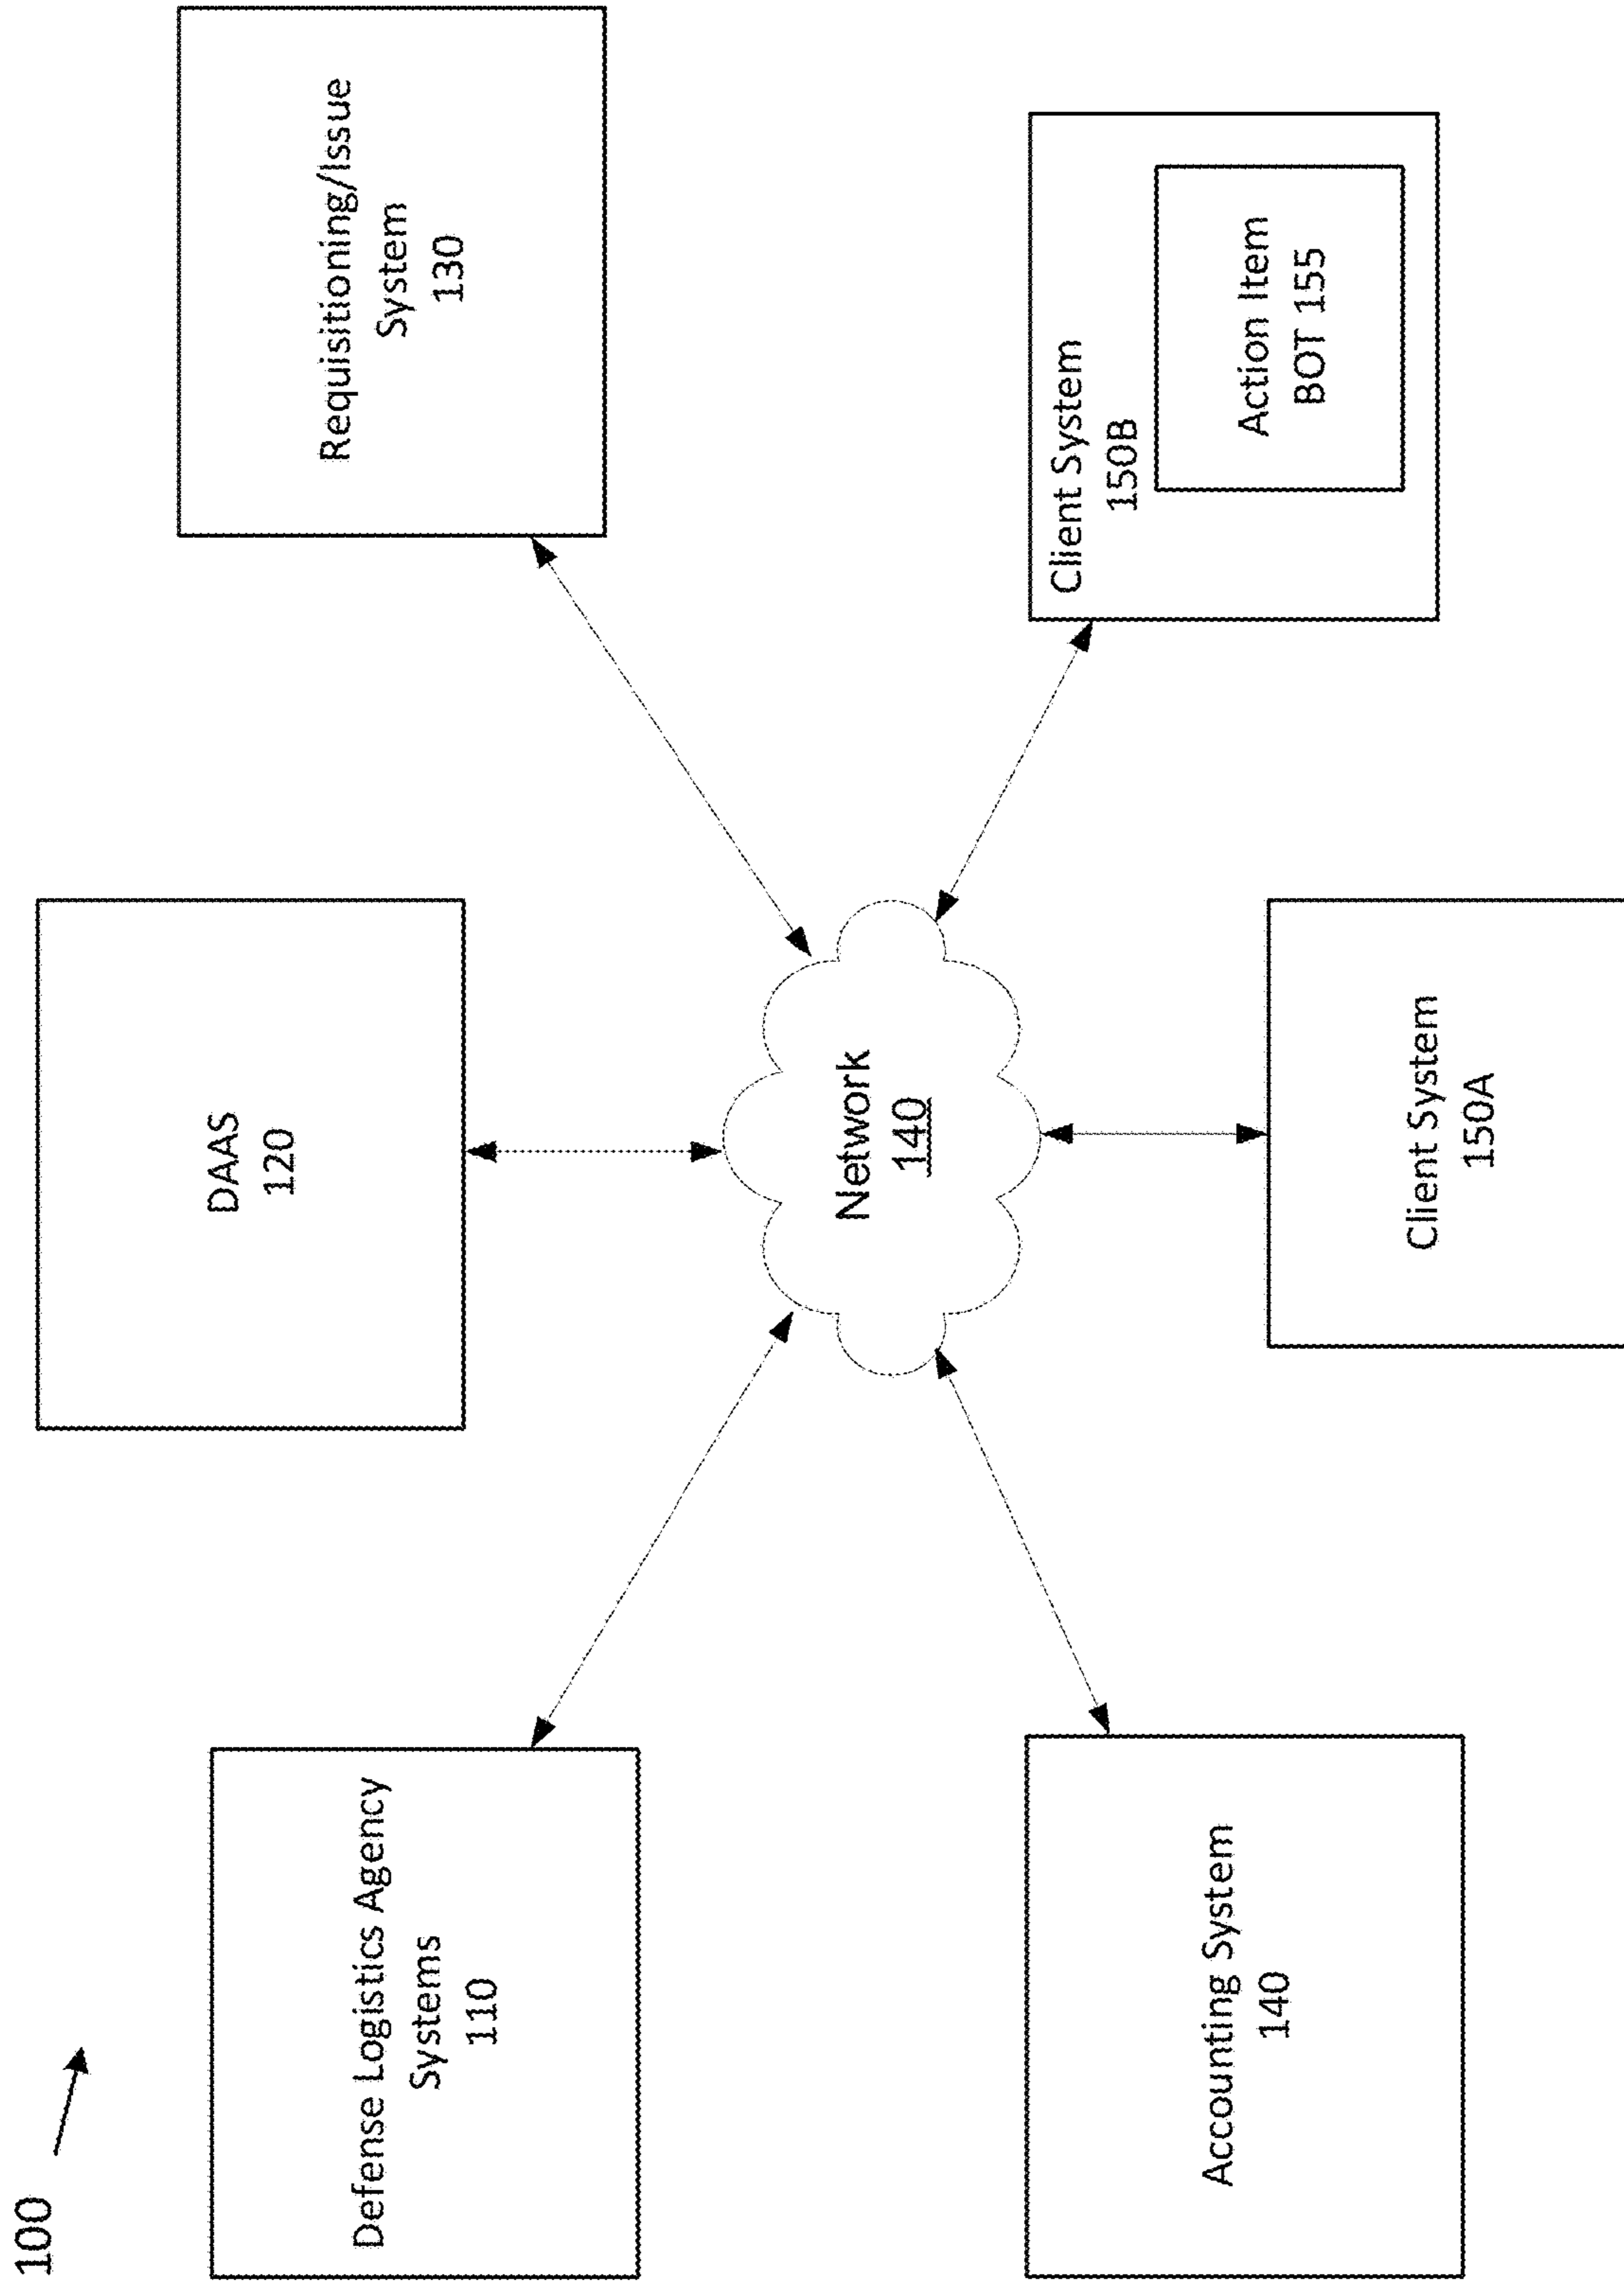 100
Defense Logistics Agency
Systems
110
DAAS
120
Requisitioning/Issue
System
130
Network
140
Accounting System
140
Client System
150A
Client System
150B
Action Item
BOT 155